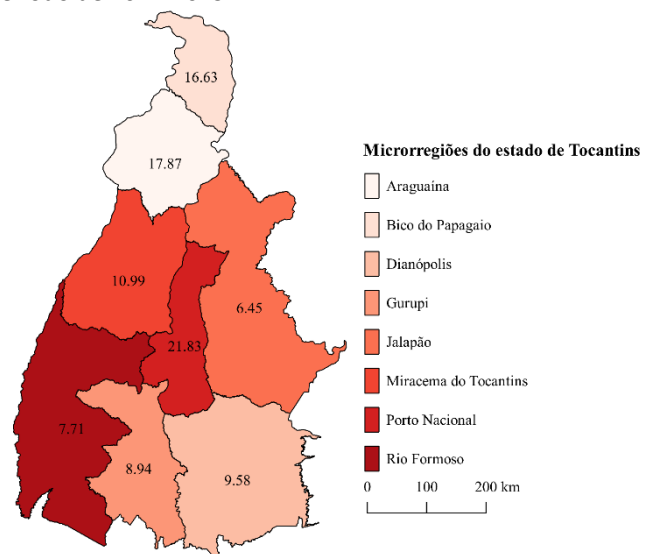 16.63
17.87
10.99
6.45
21.83
7.71
8.94
9.58
Microrregiões do estado de Tocantins
Araguaína
Bico do Papagaio
Dianópolis
Gurupi
Jalapão
Miracema do Tocantins
Porto Nacional
Rio Formoso
0 100 200 km